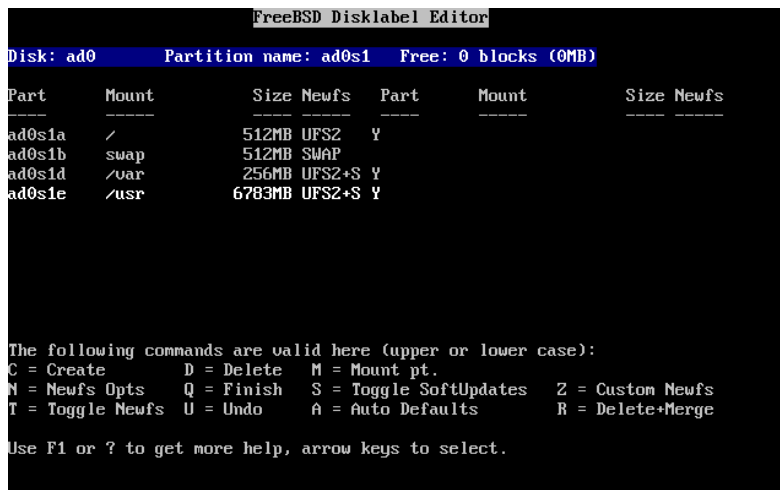 FreeBSD Disklabel Editor
Disk: ad0 Partition name: ad0s1 Free: 0 blocks (0MB)
Part Mount Size Newfs Part Mount Size Newfs
---- ----- ---- ----- ---- ----- ---- -----
ad0s1a / 512MB UFS2 Y
ad0s1b swap 512MB SWAP
ad0s1d /var 256MB UFS2+S Y
ad0s1e /usr 6783MB UFS2+S Y
The following commands are valid here (upper or lower case):
C = Create D = Delete M = Mount pt.
N = Newfs Opts Q = Finish S = Toggle SoftUpdates Z = Custom Newfs
T = Toggle Newfs U = Undo A = Auto Defaults R = Delete+Merge
Use F1 or ? to get more help, arrow keys to select.